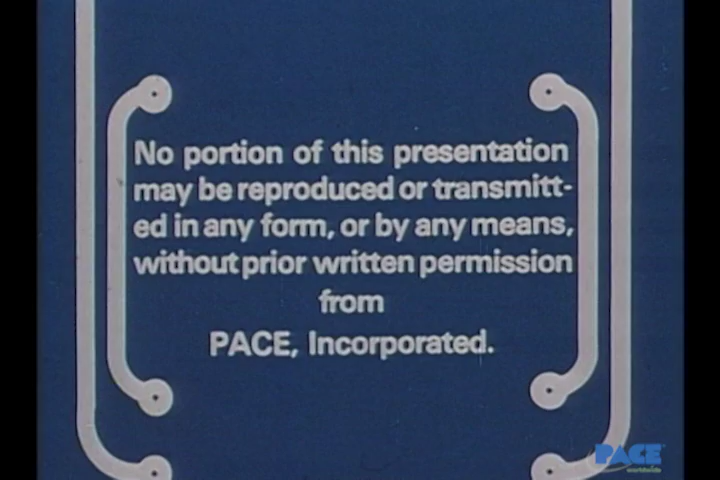 No portion of this presentation
may be reproduced or transmitt-
ed in any form, or by any means,
without prior written permission
from
PACE, Incorporated.
PACE
worldwide